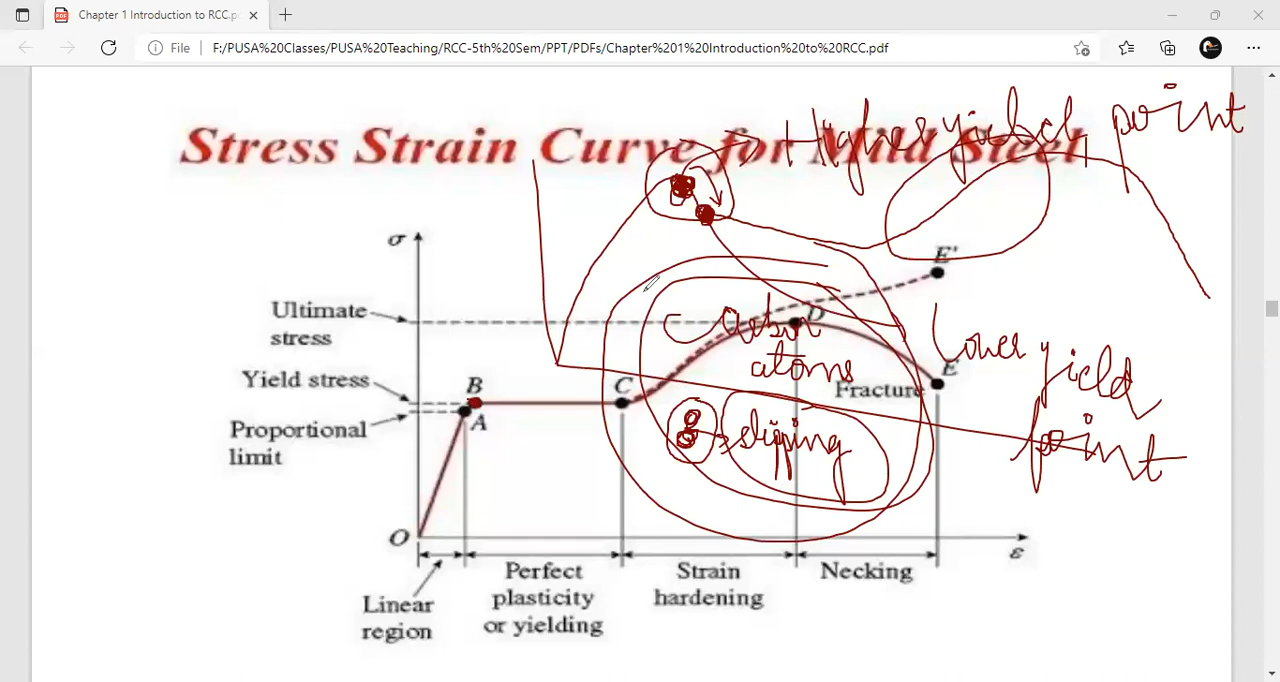 Chapter 1 Introduction to RCC.p
File
F:/PUSA%20Classes/PUSA%20Teaching/RCC-5th%20Sem/PPT/PDFs/Chapter%201%20Introduction%20to%20RCC.pdf
Stress Strain Curve for Mild Steel
Higher yield point
σ
E'
Ultimate
stress
Carbon
atoms
D
Lower yield
point
Yield stress
B
C
E
Fracture
A
Proportional
limit
slipping
O
ε
Perfect
plasticity
or yielding
Strain
hardening
Necking
Linear
region